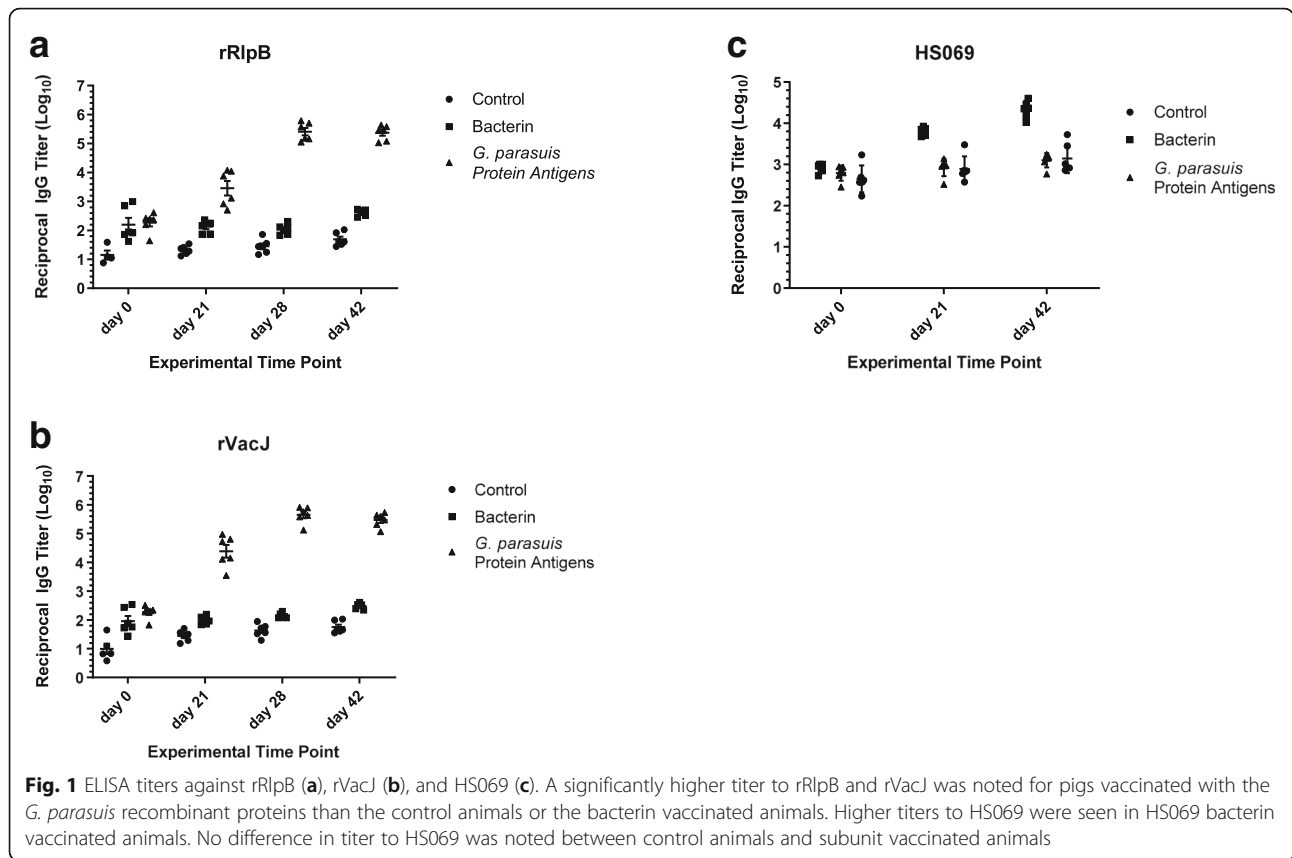 a
rRlpB
Reciprocal IgG Titer (Log10)
7
6
5
4
3
2
1
0
day 0
day 21
day 28
day 42
Experimental Time Point
Control
Bacterin
G. parasuis
Protein Antigens
c
HS069
Reciprocal IgG Titer (Log10)
5
4
3
2
1
0
day 0
day 21
day 42
Experimental Time Point
Control
Bacterin
G. parasuis
Protein Antigens
b
rVacJ
Reciprocal IgG Titer (Log10)
7
6
5
4
3
2
1
0
day 0
day 21
day 28
day 42
Experimental Time Point
Control
Bacterin
G. parasuis
Protein Antigens
Fig. 1 ELISA titers against rRlpB (a), rVacJ (b), and HS069 (c). A significantly higher titer to rRlpB and rVacJ was noted for pigs vaccinated with the
G. parasuis recombinant proteins than the control animals or the bacterin vaccinated animals. Higher titers to HS069 were seen in HS069 bacterin
vaccinated animals. No difference in titer to HS069 was noted between control animals and subunit vaccinated animals